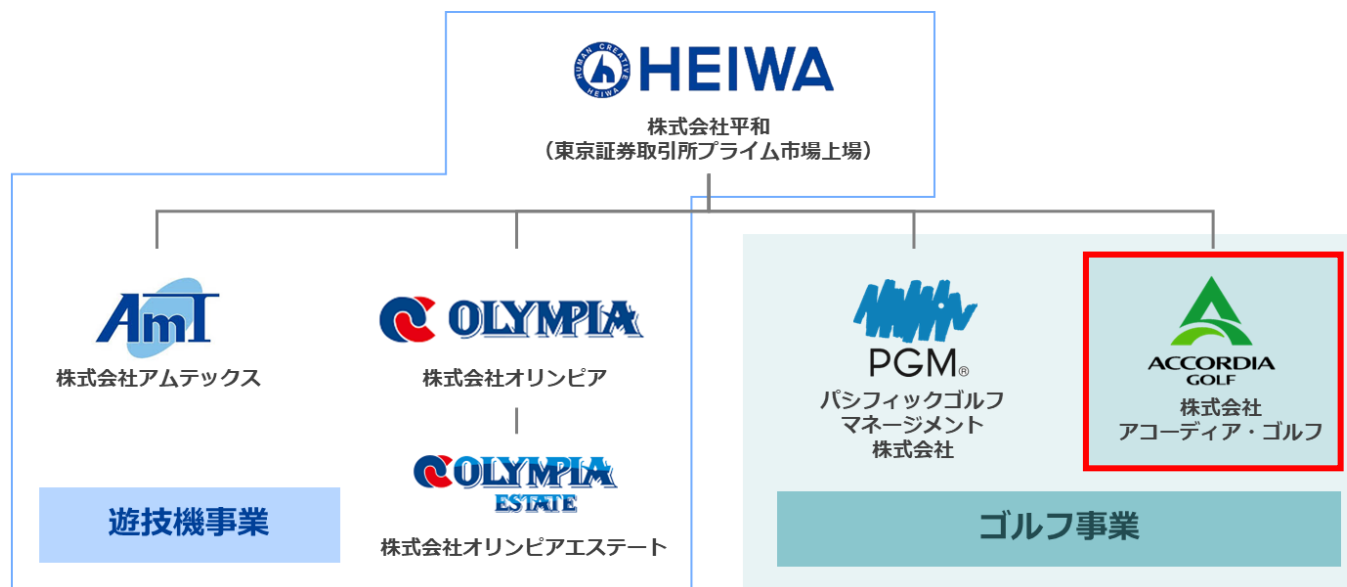 HUMAN CREATIVE
HEIWA
HEIWA
株式会社平和
（東京証券取引所プライム市場上場）
AmT
株式会社アムテックス
OLYMPIA
株式会社オリンピア
OLYMPIA
ESTATE
株式会社オリンピアエステート
遊技機事業
PGM®
パシフィックゴルフ
マネージメント
株式会社
ACCORDIA
GOLF
株式会社
アコーディア・ゴルフ
ゴルフ事業